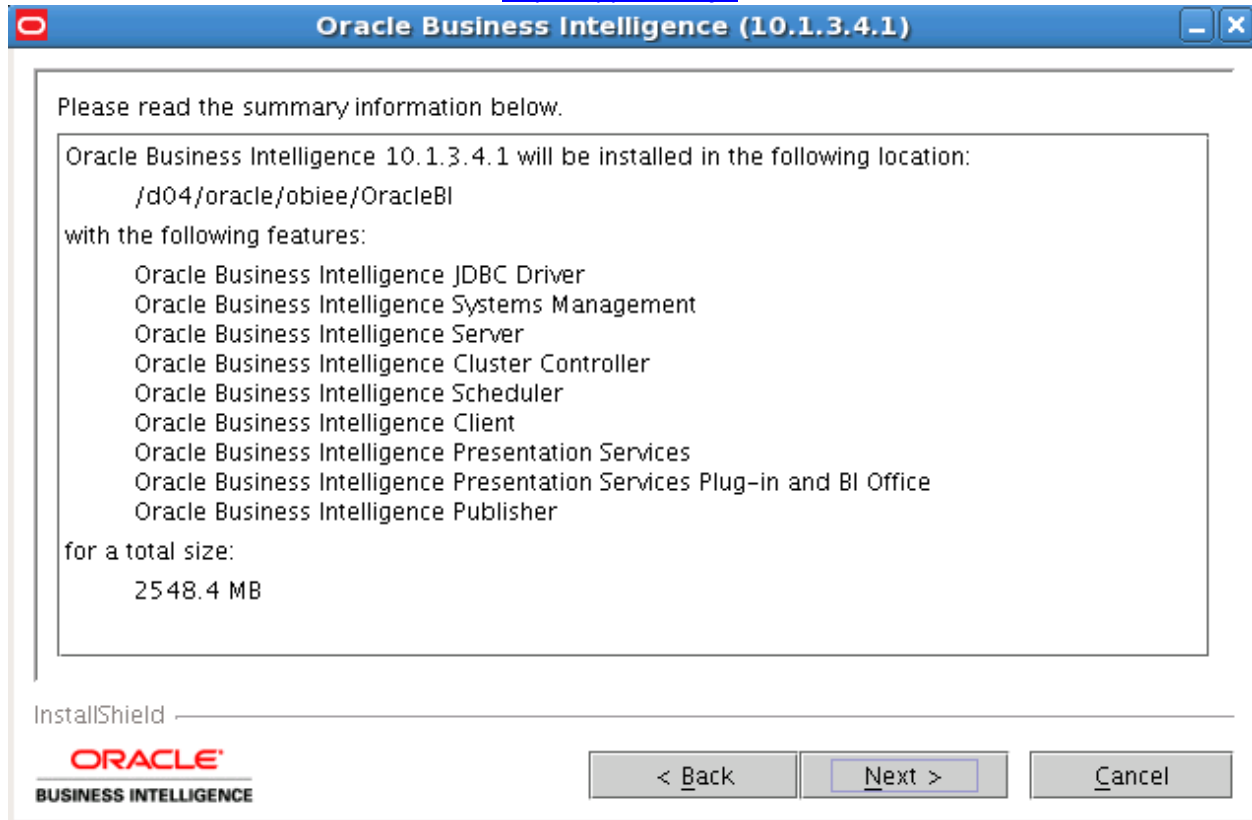 Oracle Business Intelligence (10.1.3.4.1)
Please read the summary information below.
Oracle Business Intelligence 10.1.3.4.1 will be installed in the following location:
/d04/oracle/obiee/OracleBI
with the following features:
Oracle Business Intelligence JDBC Driver
Oracle Business Intelligence Systems Management
Oracle Business Intelligence Server
Oracle Business Intelligence Cluster Controller
Oracle Business Intelligence Scheduler
Oracle Business Intelligence Client
Oracle Business Intelligence Presentation Services
Oracle Business Intelligence Presentation Services Plug-in and BI Office
Oracle Business Intelligence Publisher
for a total size:
2548.4 MB
InstallShield
ORACLE
BUSINESS INTELLIGENCE
< Back Next > Cancel